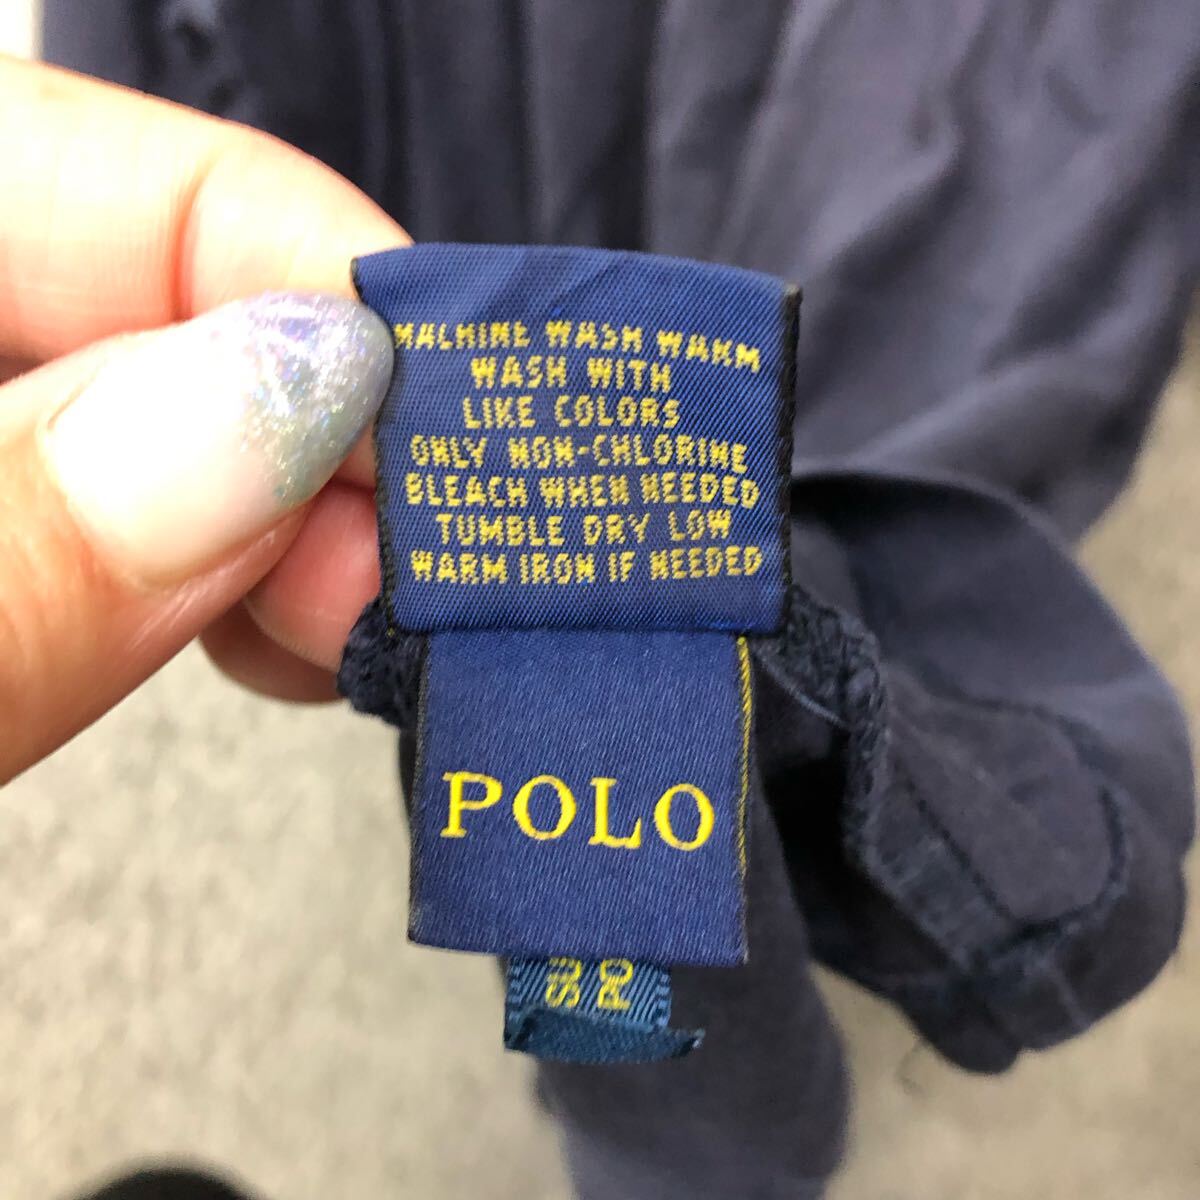 MACHINE WASH WARM
WASH WITH
LIKE COLORS
ONLY NON-CHLORINE
BLEACH WHEN NEEDED
TUMBLE DRY LOW
WARM IRON IF NEEDED
POLO